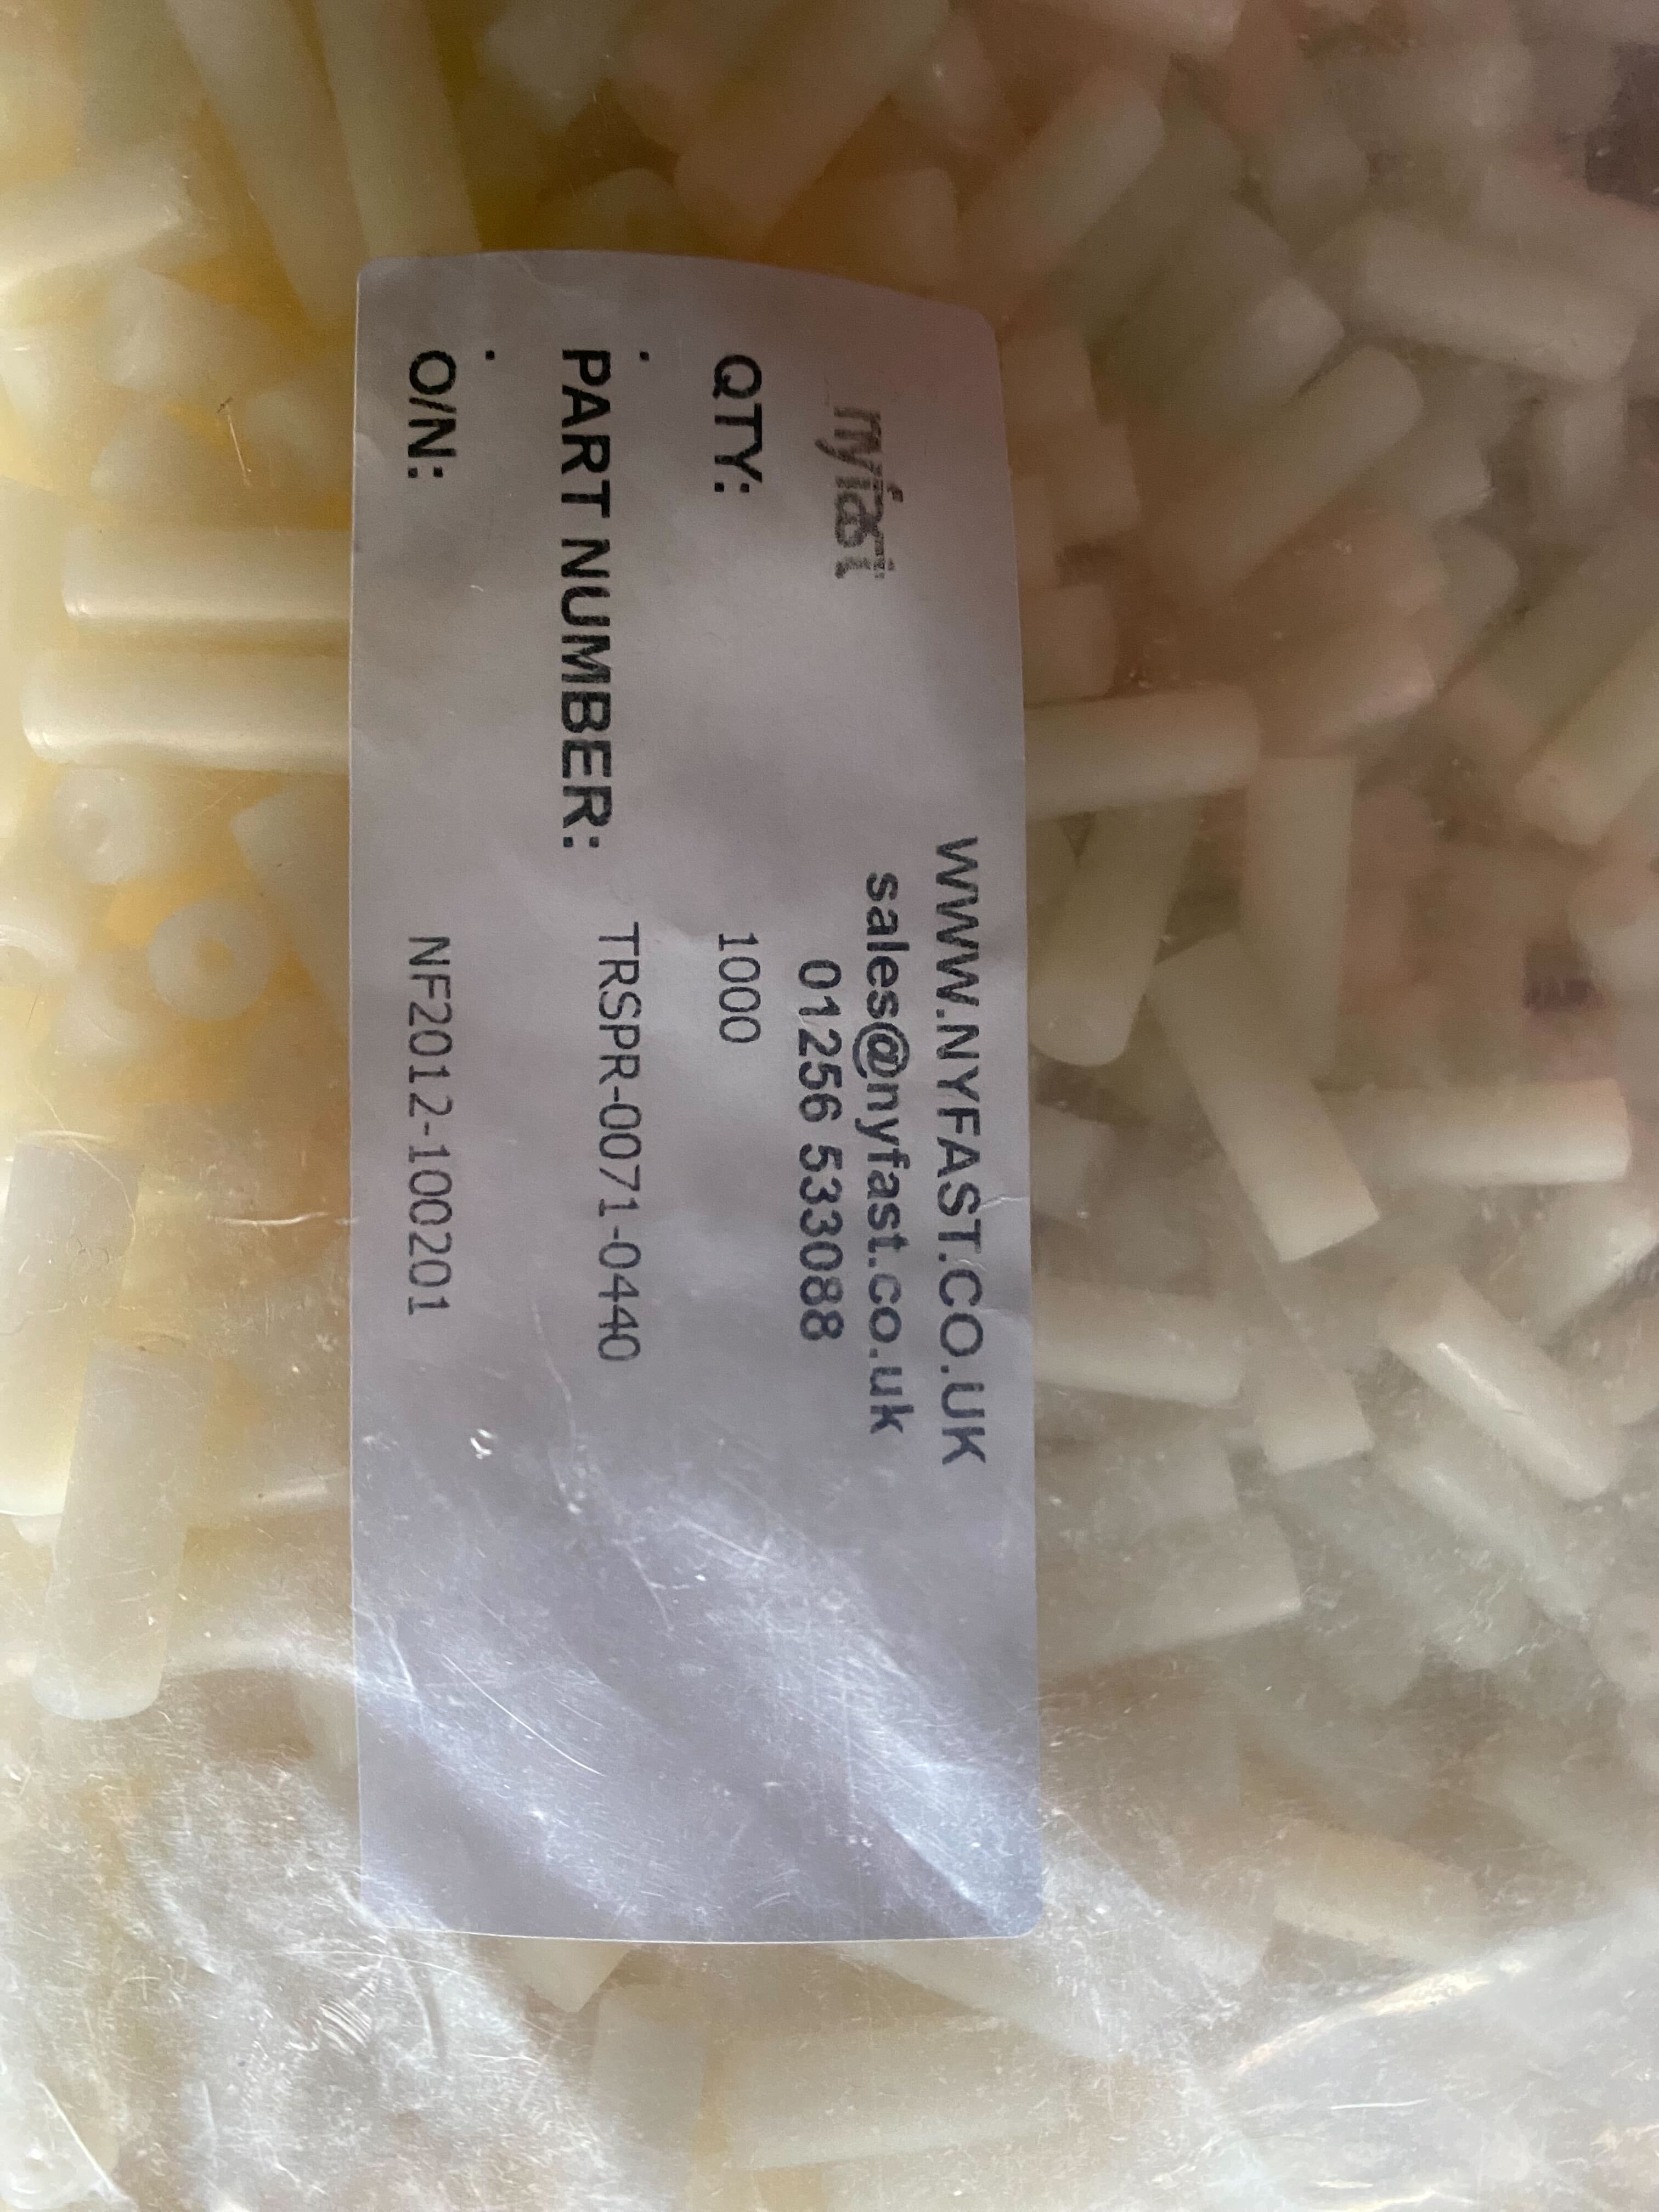 nyfast
WWW.NYFAST.CO.UK
sales@nyfast.co.uk
01256 533088
QTY: 1000
PART NUMBER: TRSPR-0071-0440
O/N: NF2012-100201